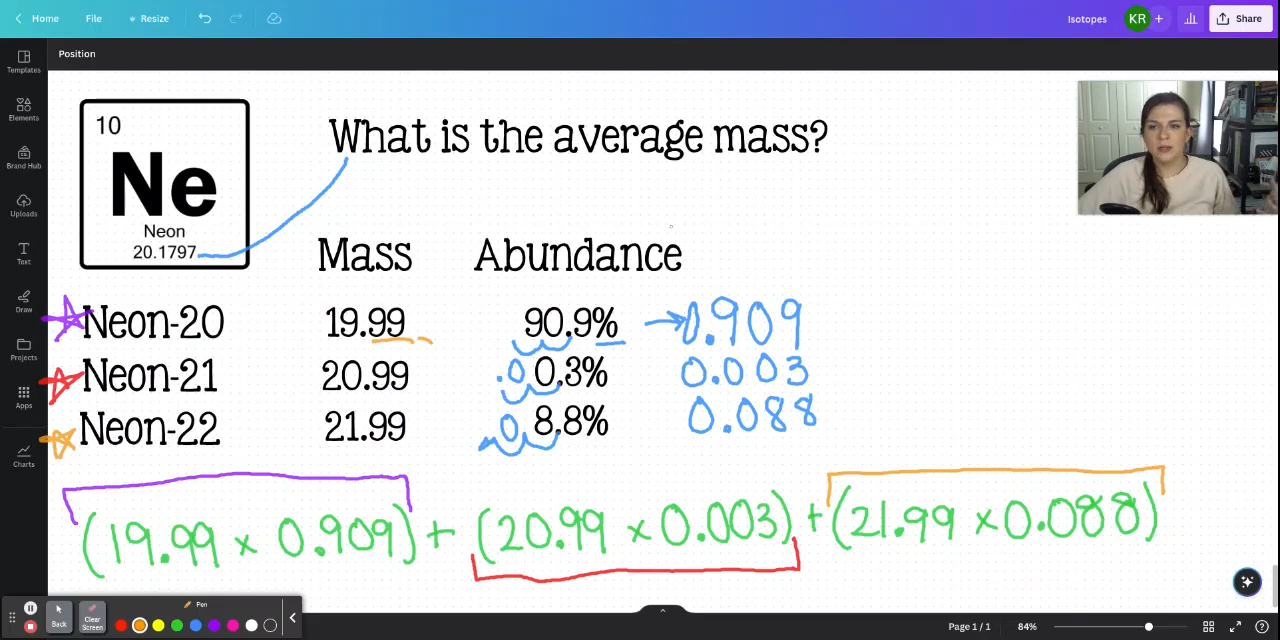 Home File Resize Isotopes KR + Share
Position
Templates
Elements
Brand Hub
Uploads
Text
Draw
Projects
Apps
Charts
10
Ne
Neon
20.1797
What is the average mass?
Mass Abundance
Neon-20 19.99 90.9% → 0.909
Neon-21 20.99 .0 0.3% 0.003
Neon-22 21.99 0 8.8% 0.088
(19.99 x 0.909) + (20.99 x 0.003) + (21.99 x 0.088)
Pen
Back Clear Screen
Page 1 / 1 84%